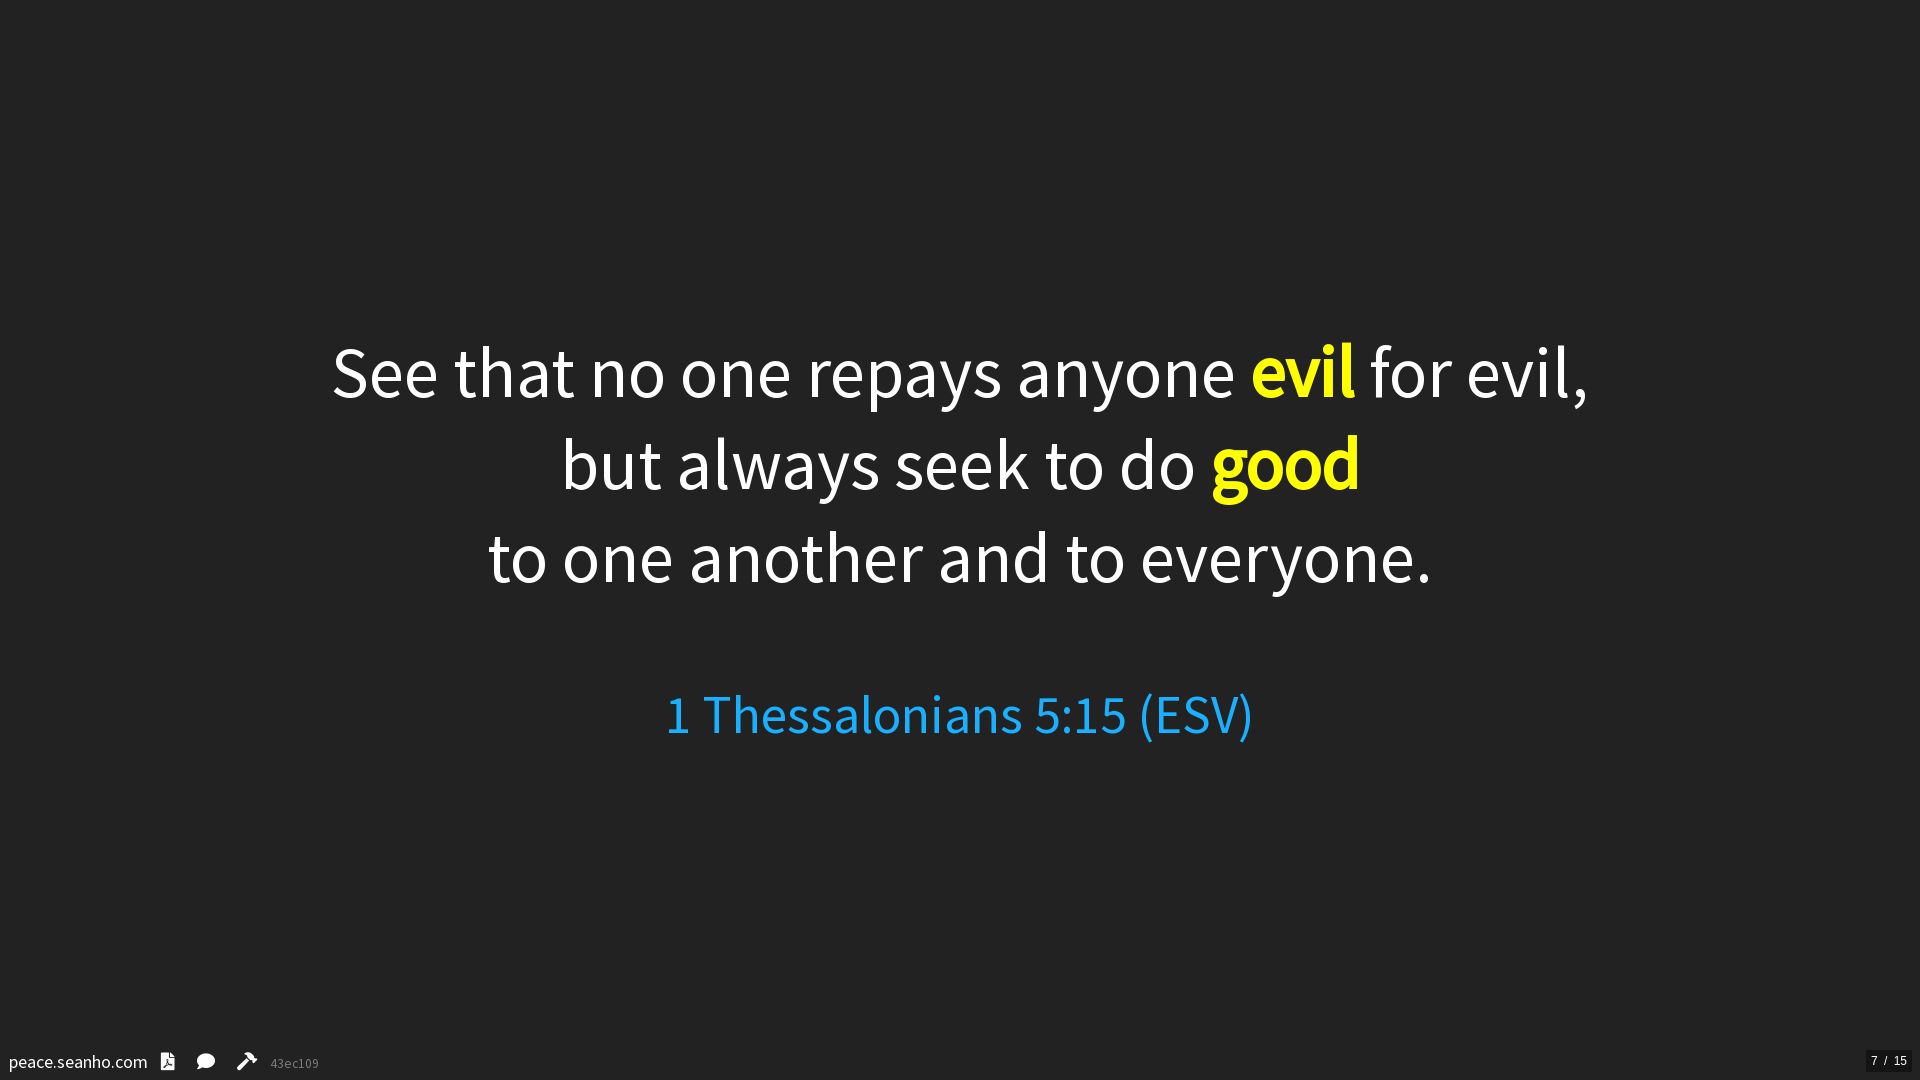 See that no one repays anyone evil for evil,
but always seek to do good
to one another and to everyone.
1 Thessalonians 5:15 (ESV)
peace.seanho.com 43ec109
7 / 15